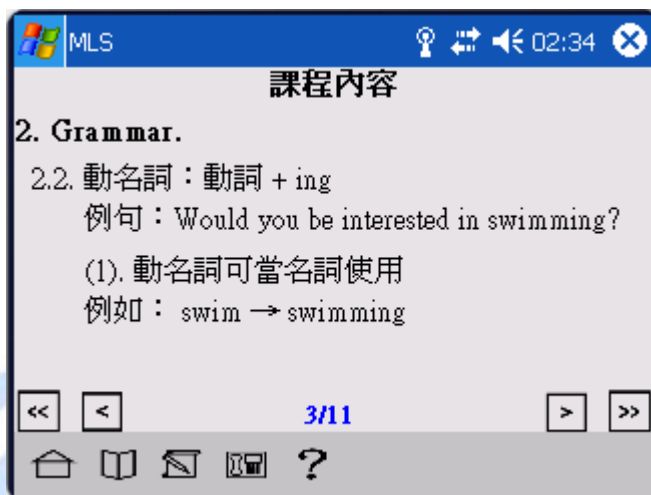 MLS 02:34
課程內容
2. Grammar.
2.2. 動名詞：動詞 + ing
例句：Would you be interested in swimming?
(1). 動名詞可當名詞使用
例如： swim → swimming
<< < 3/11 > >>
?